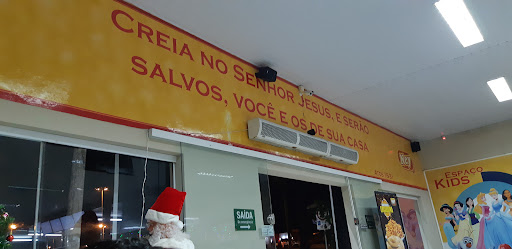 CREIA NO SENHOR JESUS, E SERÃO
SALVOS, VOCÊ E OS DE SUA CASA
ESPAÇO
KIDS
SAÍDA